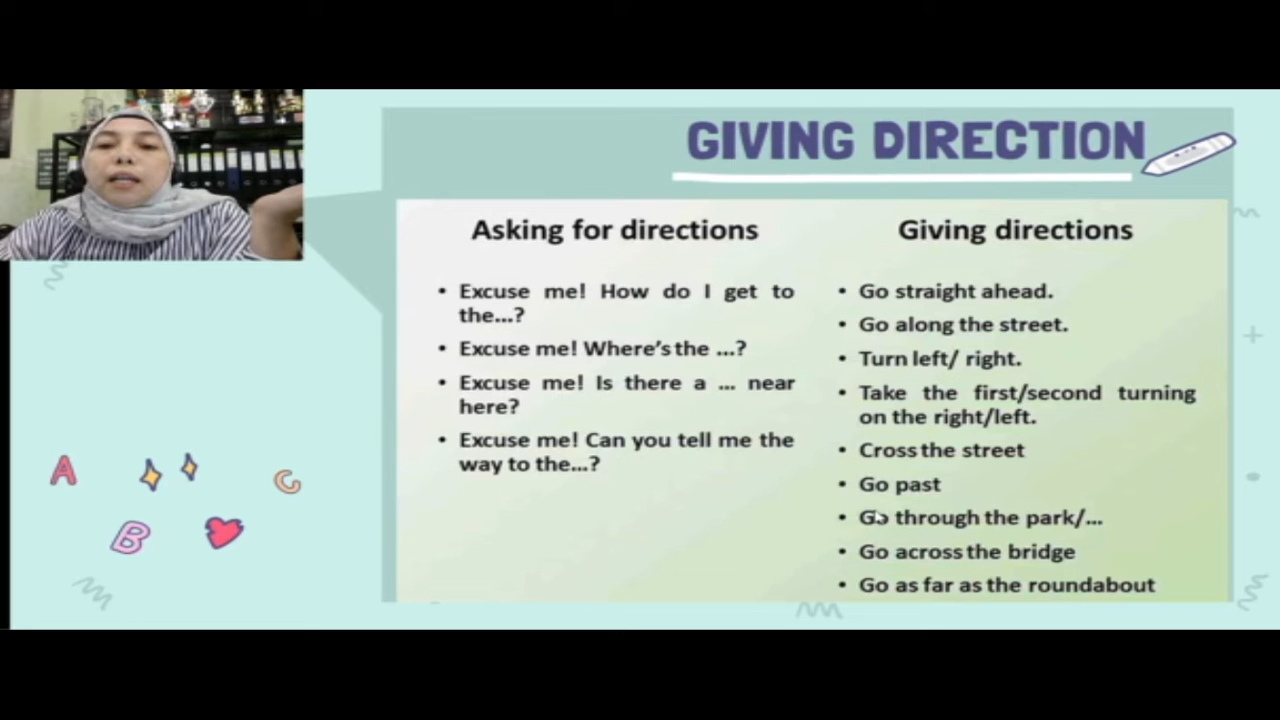 GIVING DIRECTION
Asking for directions
• Excuse me! How do I get to
the...?
• Excuse me! Where's the ...?
• Excuse me! Is there a ... near
here?
• Excuse me! Can you tell me the
way to the...?
Giving directions
• Go straight ahead.
• Go along the street.
• Turn left/ right.
• Take the first/second turning
on the right/left.
• Cross the street
• Go past
• Go through the park/...
• Go across the bridge
• Go as far as the roundabout
A
B
C